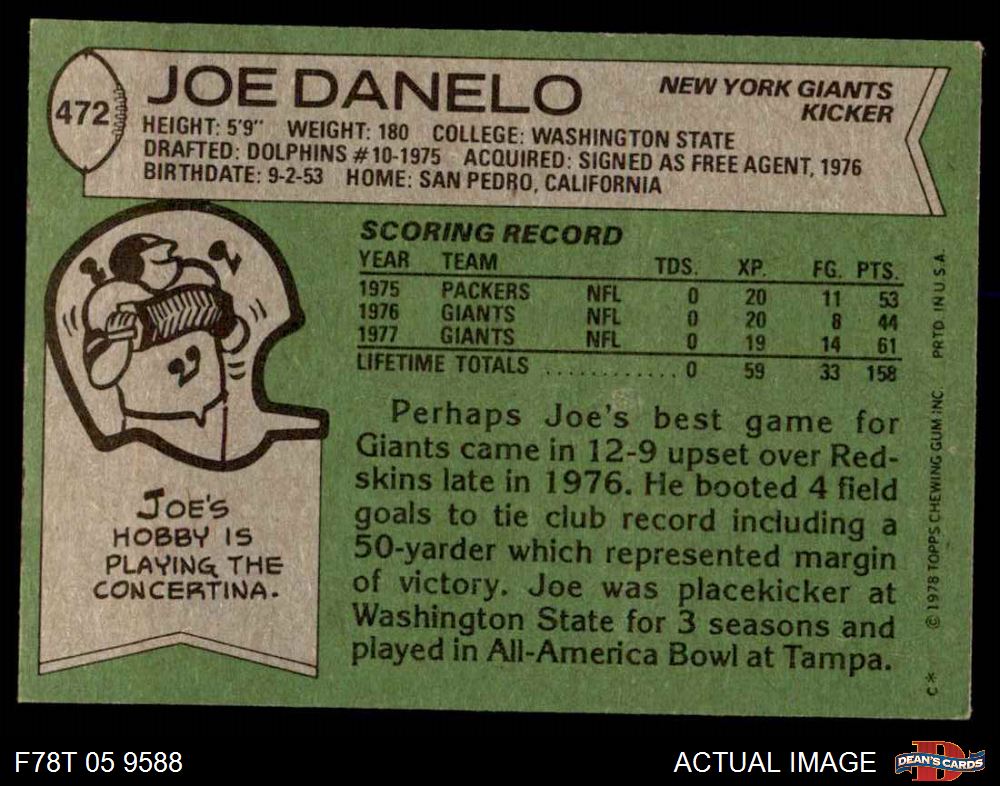 472
JOE DANELO
NEW YORK GIANTS
KICKER
HEIGHT: 5'9" WEIGHT: 180 COLLEGE: WASHINGTON STATE
DRAFTED: DOLPHINS #10-1975 ACQUIRED: SIGNED AS FREE AGENT, 1976
BIRTHDATE: 9-2-53 HOME: SAN PEDRO, CALIFORNIA
SCORING RECORD
YEAR TEAM TDS. XP. FG. PTS.
1975 PACKERS NFL 0 20 11 53
1976 GIANTS NFL 0 20 8 44
1977 GIANTS NFL 0 19 14 61
LIFETIME TOTALS ............ 0 59 33 158
Perhaps Joe's best game for
Giants came in 12-9 upset over Red-
skins late in 1976. He booted 4 field
goals to tie club record including a
50-yarder which represented margin
of victory. Joe was placekicker at
Washington State for 3 seasons and
played in All-America Bowl at Tampa.
JOE'S
HOBBY IS
PLAYING THE
CONCERTINA.
C* © 1978 TOPPS CHEWING GUM INC. PRTD. IN U.S.A.
F78T 05 9588
ACTUAL IMAGE
DEAN'S CARDS